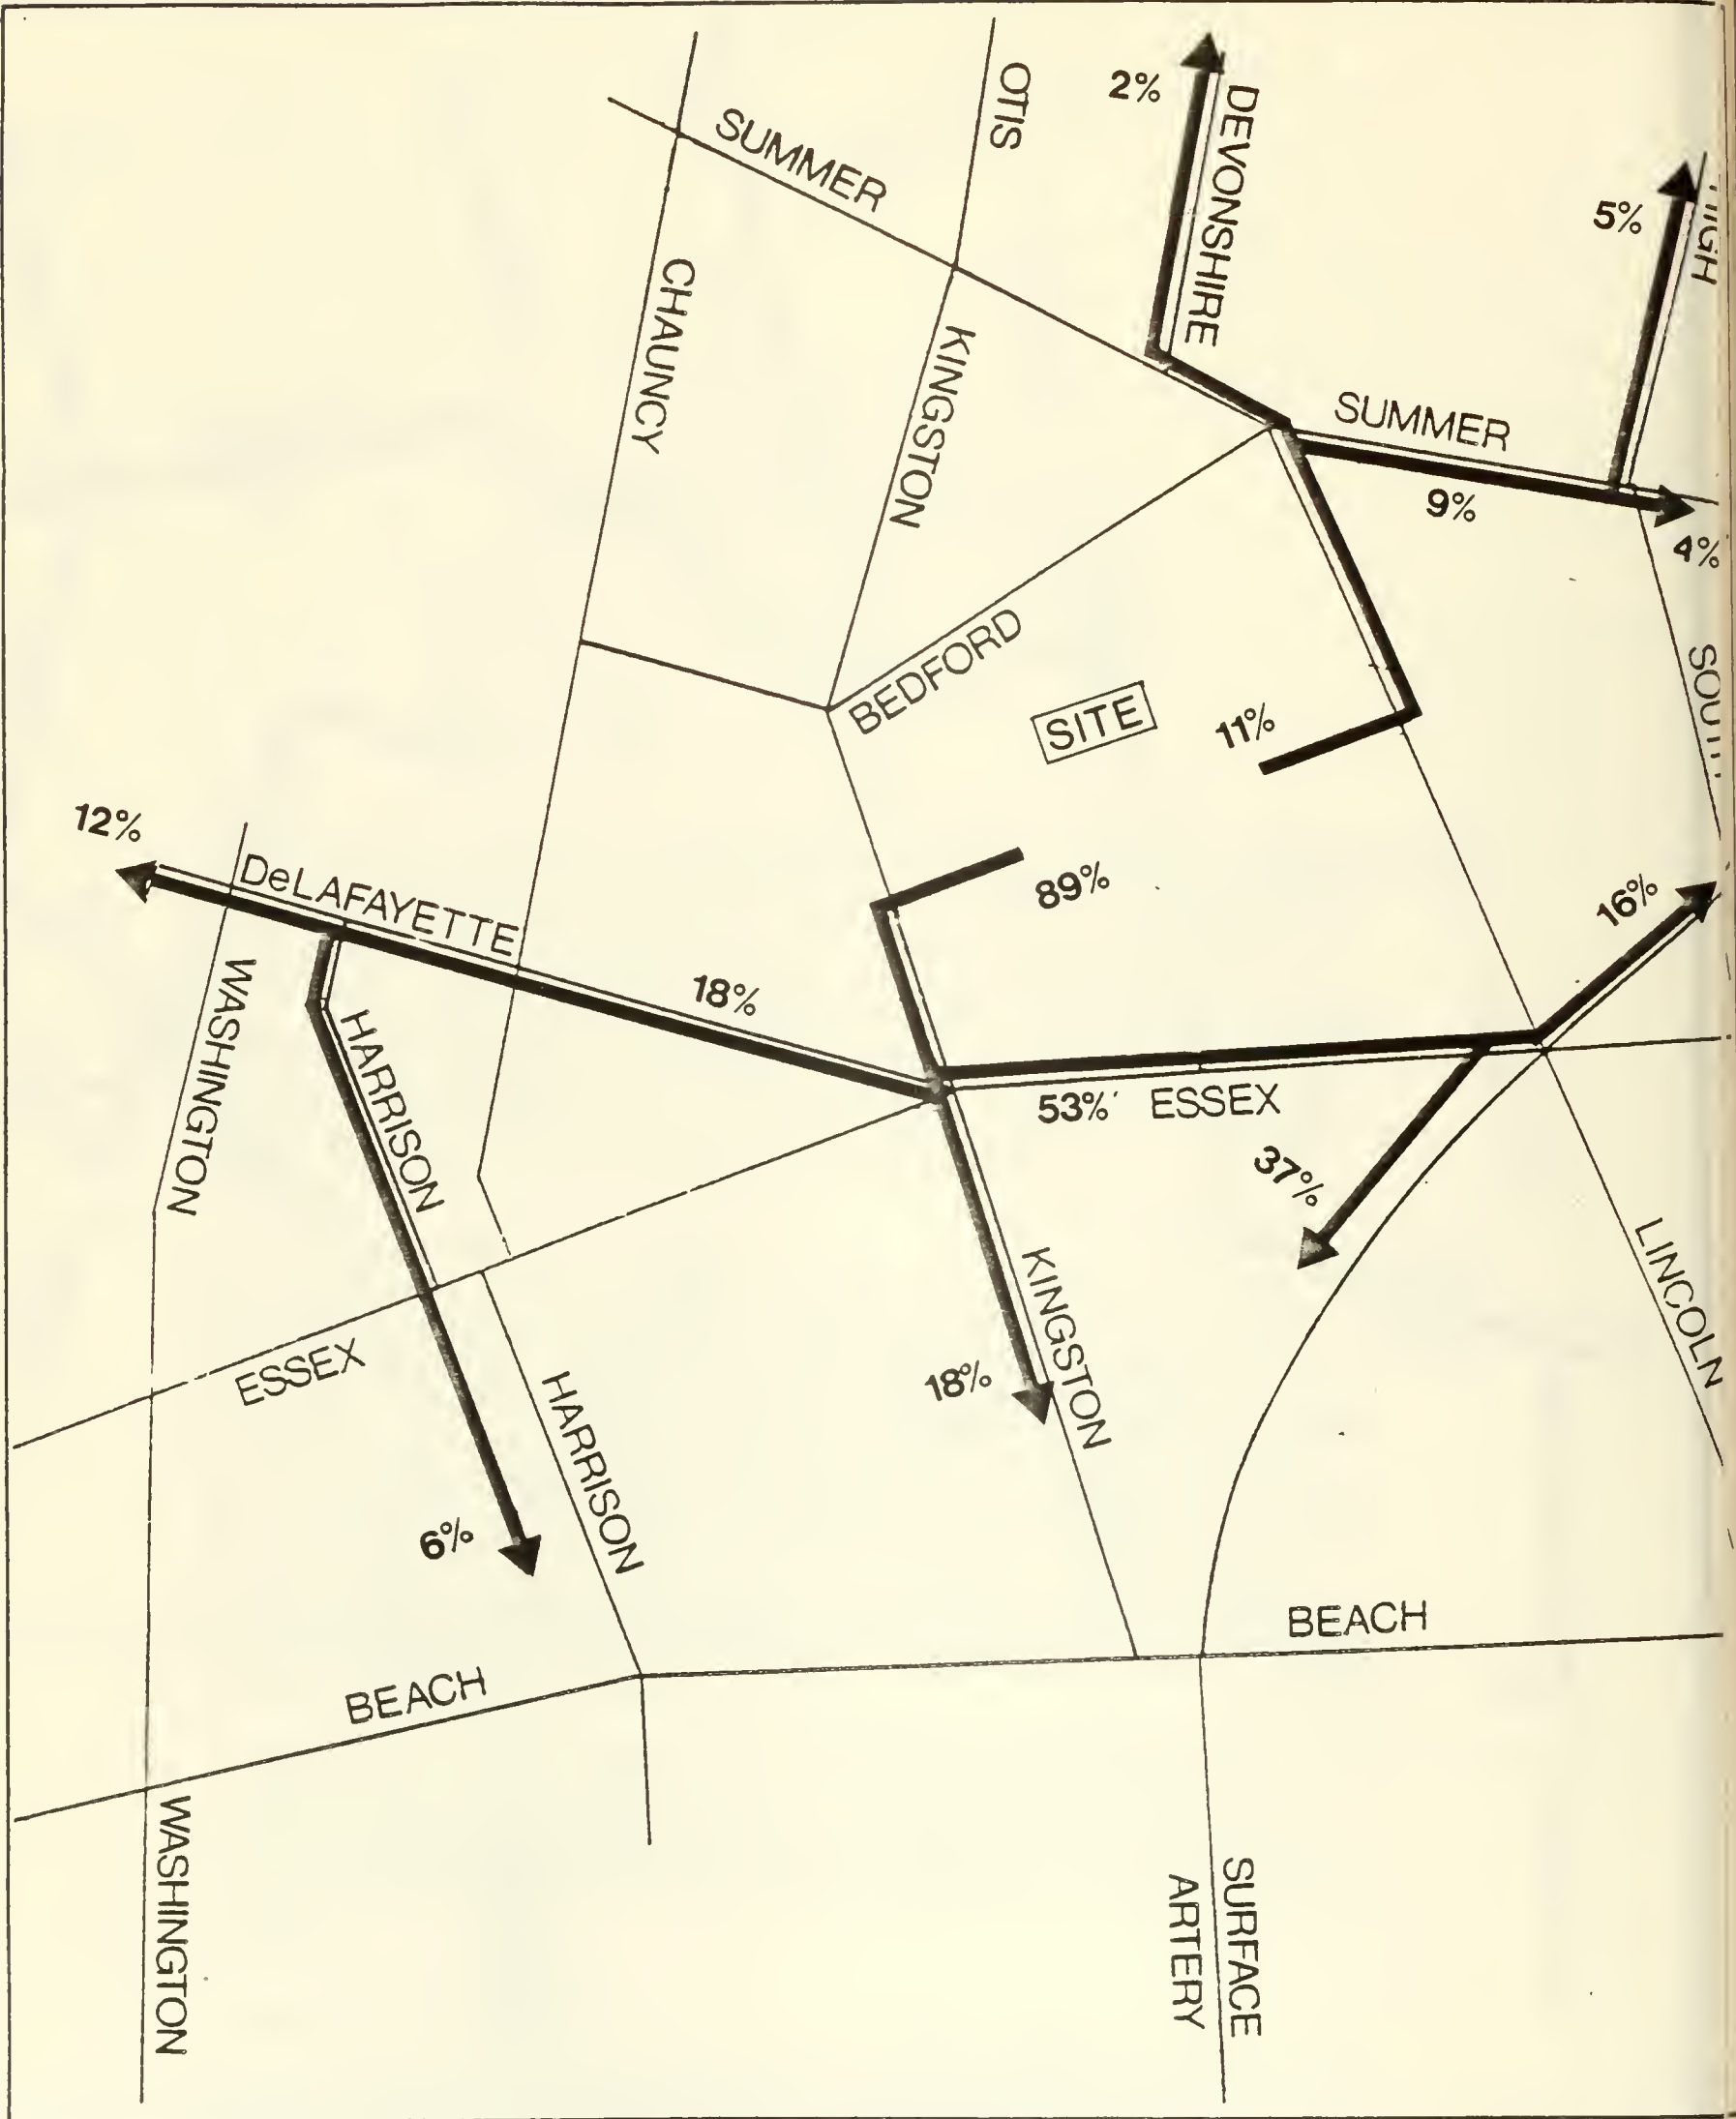 OTIS
2%
DEVONSHIRE
SUMMER
5%
CHAUNCY
KINGSTON
SUMMER
9%
4%
BEDFORD
SITE
11%
12%
DeLAFAYETTE
89%
16%
WASHINGTON
18%
HARRISON
53% ESSEX
37%
KINGSTON
LINCOLN
ESSEX
18%
HARRISON
6%
BEACH
BEACH
WASHINGTON
SURFACE
ARTERY